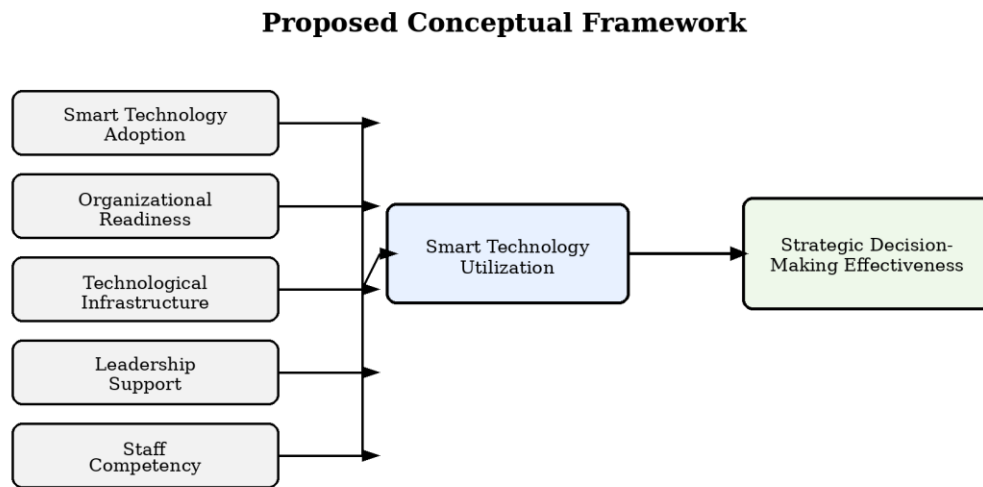 Proposed Conceptual Framework
Smart Technology
Adoption
Organizational
Readiness
Technological
Infrastructure
Leadership
Support
Staff
Competency
Smart Technology
Utilization
Strategic Decision-
Making Effectiveness